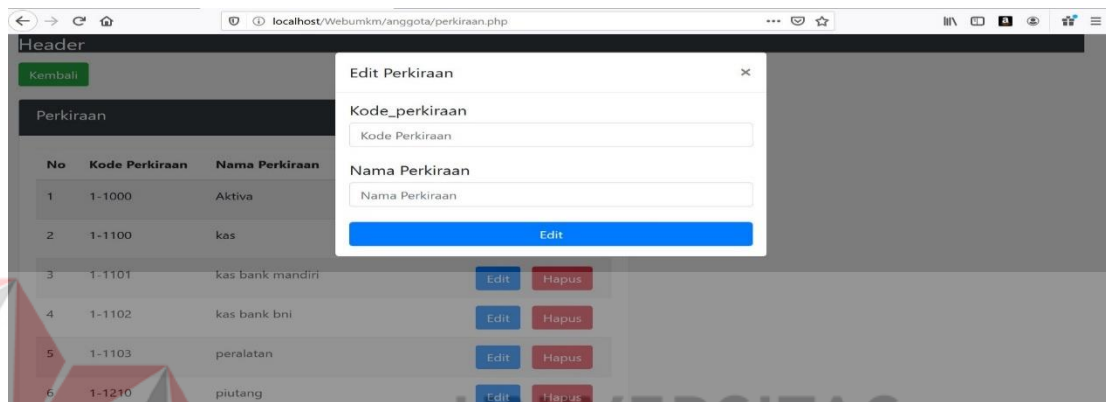 localhost/Webumkm/anggota/perkiraan.php
Header
Kembali
Perkiraan
No Kode Perkiraan Nama Perkiraan
1 1-1000 Aktiva
2 1-1100 kas
3 1-1101 kas bank mandiri Edit Hapus
4 1-1102 kas bank bni Edit Hapus
5 1-1103 peralatan Edit Hapus
6 1-1210 piutang Edit Hapus
Edit Perkiraan ×
Kode_perkiraan
Kode Perkiraan
Nama Perkiraan
Nama Perkiraan
Edit
UNIVERSITAS